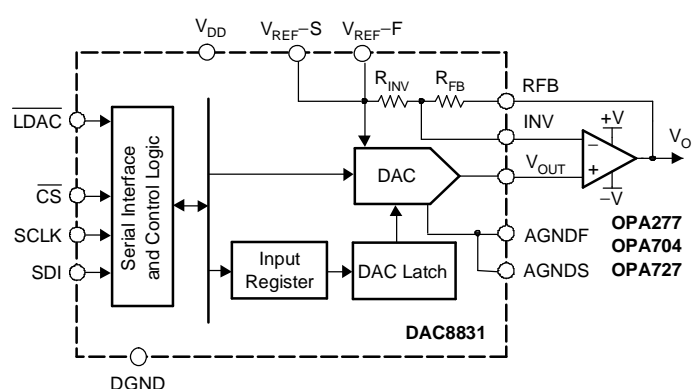 VDD
VREF−S
VREF−F
RINV
RFB
RFB
LDAC
INV
+V
−
VO
CS
Serial Interface
and Control Logic
DAC
VOUT
+
−V
SCLK
SDI
Input
Register
DAC Latch
AGNDF
AGNDS
OPA277
OPA704
OPA727
DAC8831
DGND